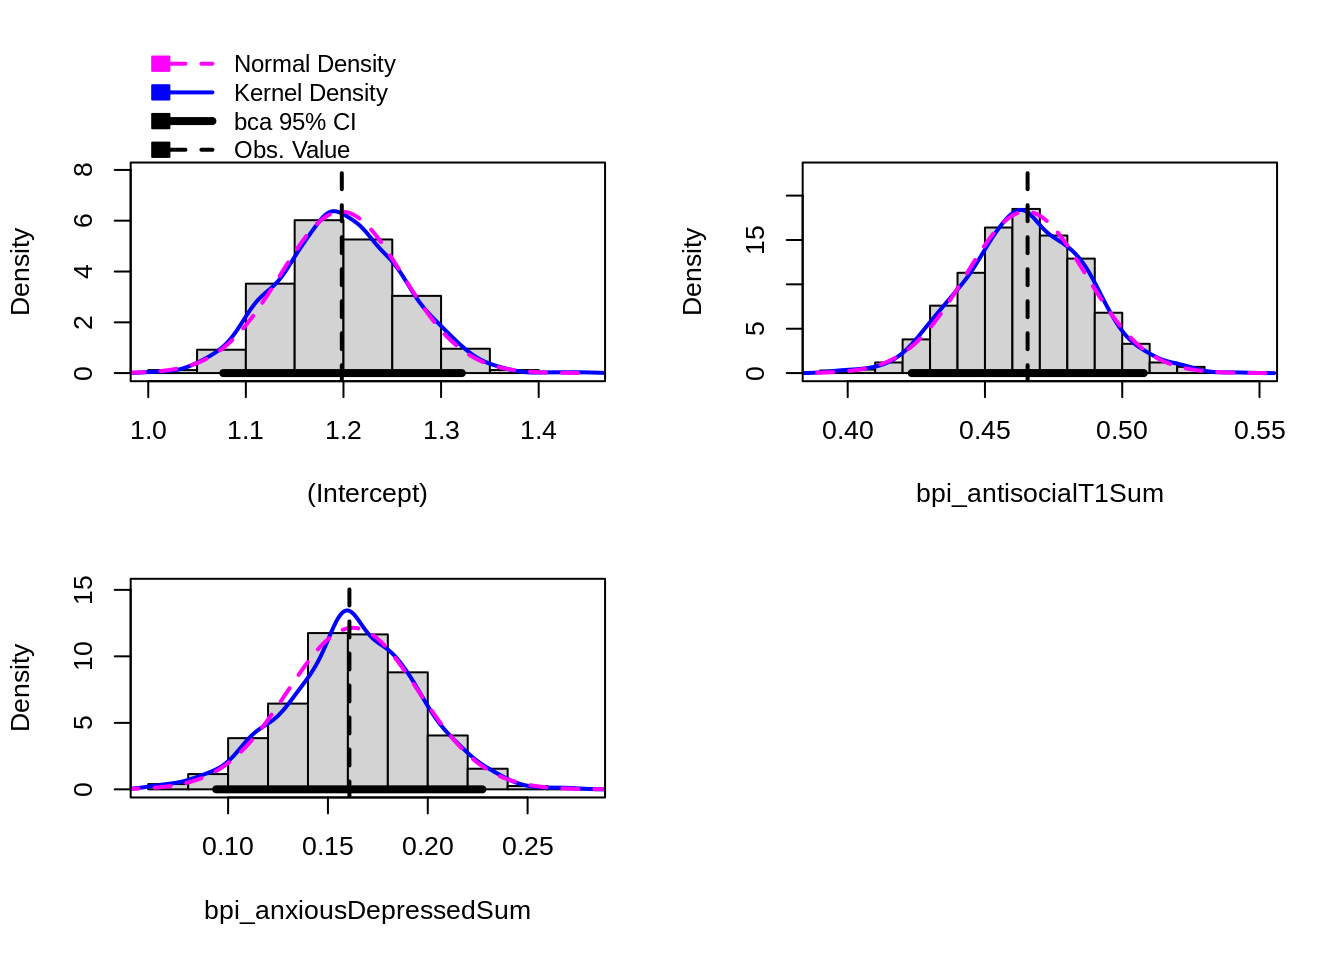 Normal Density
Kernel Density
bca 95% CI
Obs. Value
Density
0 2 4 6 8
1.0 1.1 1.2 1.3 1.4
(Intercept)
Density
0 5 15
0.40 0.45 0.50 0.55
bpi_antisocialT1Sum
Density
0 5 10 15
0.10 0.15 0.20 0.25
bpi_anxiousDepressedSum